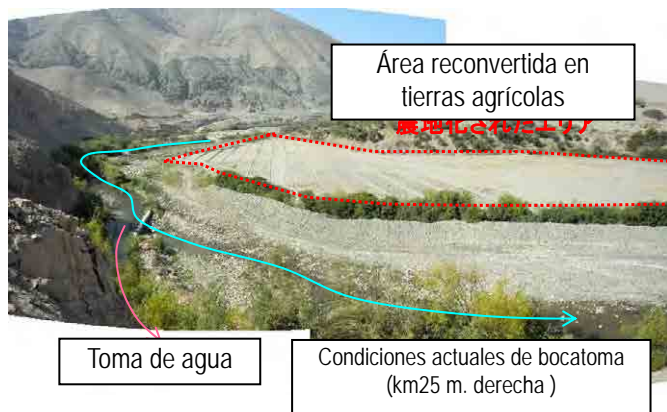 Área reconvertida en
tierras agrícolas
農地化されたエリア
Toma de agua
Condiciones actuales de bocatoma
(km25 m. derecha )